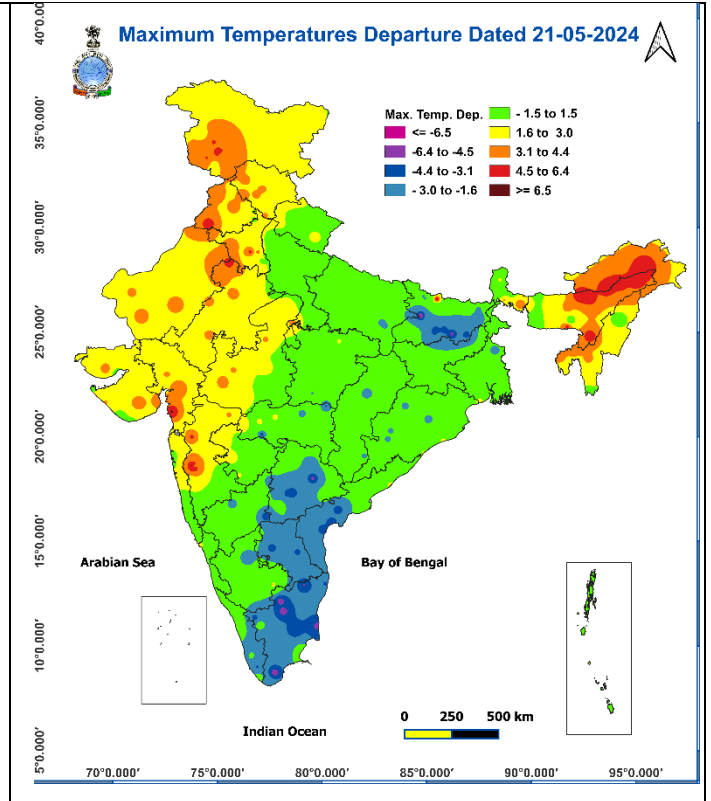 Maximum Temperatures Departure Dated 21-05-2024
Max. Temp. Dep.
<= -6.5
-6.4 to -4.5
-4.4 to -3.1
- 3.0 to -1.6
- 1.5 to 1.5
1.6 to 3.0
3.1 to 4.4
4.5 to 6.4
>= 6.5
40°0.00
35°0.000'
30°0.000'
25°0.000'
20°0.000'
15°0.000'
10°0.000'
5°0.000'
Arabian Sea
Bay of Bengal
Indian Ocean
0 250 500 km
70°0.000' 75°0.000' 80°0.000' 85°0.000' 90°0.000' 95°0.000'